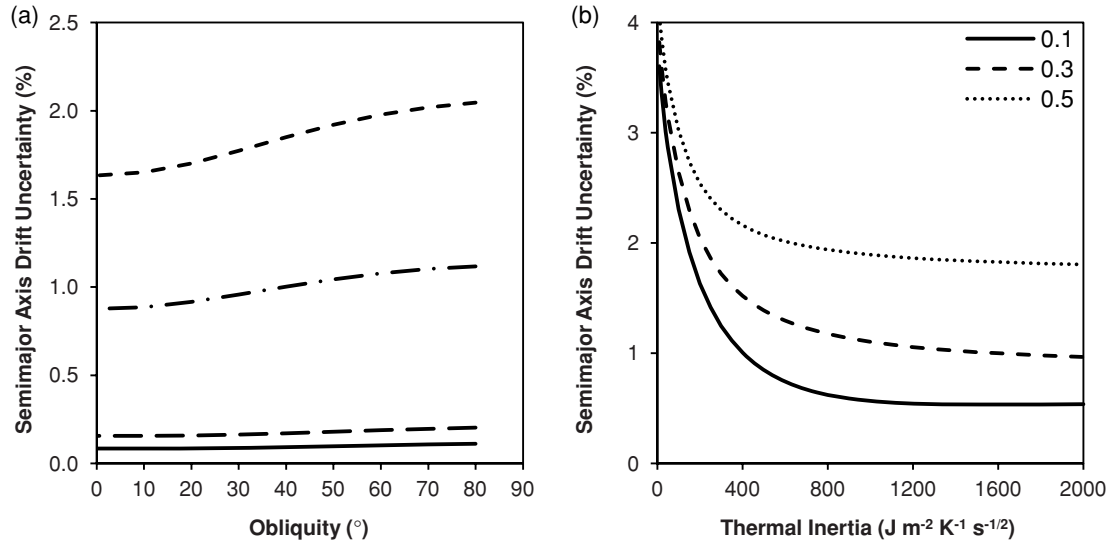 (a)
2.5
2.0
1.5
1.0
0.5
0.0
Semimajor Axis Drift Uncertainty (%)
0 10 20 30 40 50 60 70 80 90
Obliquity (°)
(b)
4
3
2
1
0
Semimajor Axis Drift Uncertainty (%)
0.1
0.3
0.5
0 400 800 1200 1600 2000
Thermal Inertia (J m-2 K-1 s-1/2)